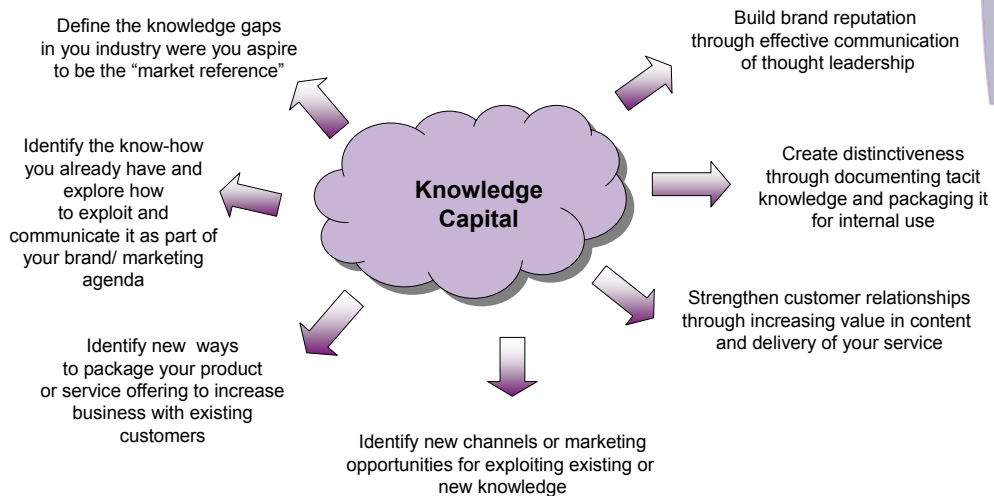 Define the knowledge gaps
in you industry were you aspire
to be the “market reference”
Identify the know-how
you already have and
explore how
to exploit and
communicate it as part of
your brand/ marketing
agenda
Identify new ways
to package your product
or service offering to increase
business with existing
customers
Knowledge
Capital
Identify new channels or marketing
opportunities for exploiting existing or
new knowledge
Build brand reputation
through effective communication
of thought leadership
Create distinctiveness
through documenting tacit
knowledge and packaging it
for internal use
Strengthen customer relationships
through increasing value in content
and delivery of your service